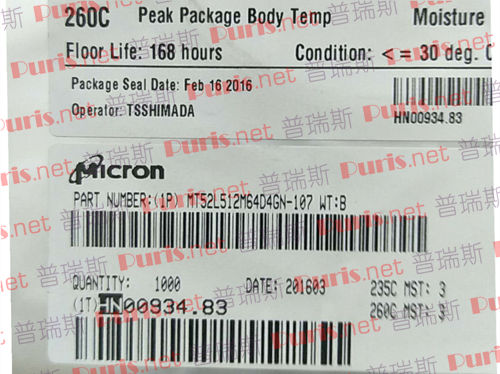 260C Peak Package Body Temp Moisture
Floor Life: 168 hours Condition: < = 30 deg. C
Package Seal Date: Feb 16 2016
Operator: TSSHIMADA
HN00934.83
Micron
PART NUMBER:(1P) MT52L512M64D4GN-107 WT:B
QUANTITY: 1000 DATE: 201603 235C MST: 3
(1T)HN00934.83 260C MST: 3
Puris.net 普瑞斯